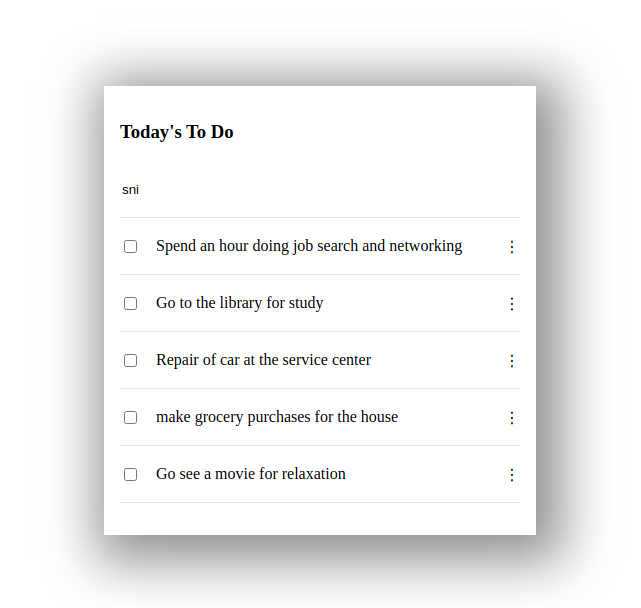 Today's To Do
sni
Spend an hour doing job search and networking
Go to the library for study
Repair of car at the service center
make grocery purchases for the house
Go see a movie for relaxation